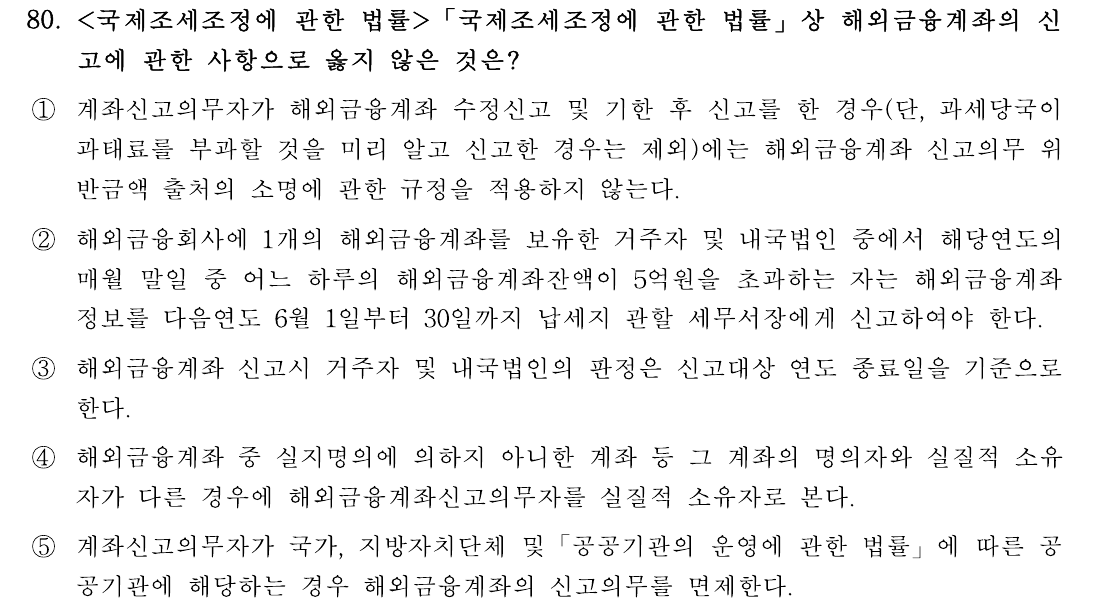 80. <국제조세조정에 관한 법률>「국제조세조정에 관한 법률」상 해외금융계좌의 신
고에 관한 사항으로 옳지 않은 것은?
① 계좌신고의무자가 해외금융계좌 수정신고 및 기한 후 신고를 한 경우(단, 과세당국이
과태료를 부과할 것을 미리 알고 신고한 경우는 제외)에는 해외금융계좌 신고의무 위
반금액 출처의 소명에 관한 규정을 적용하지 않는다.
② 해외금융회사에 1개의 해외금융계좌를 보유한 거주자 및 내국법인 중에서 해당연도의
매월 말일 중 어느 하루의 해외금융계좌잔액이 5억원을 초과하는 자는 해외금융계좌
정보를 다음연도 6월 1일부터 30일까지 납세지 관할 세무서장에게 신고하여야 한다.
③ 해외금융계좌 신고시 거주자 및 내국법인의 판정은 신고대상 연도 종료일을 기준으로
한다.
④ 해외금융계좌 중 실지명의에 의하지 아니한 계좌 등 그 계좌의 명의자와 실질적 소유
자가 다른 경우에 해외금융계좌신고의무자를 실질적 소유자로 본다.
⑤ 계좌신고의무자가 국가, 지방자치단체 및「공공기관의 운영에 관한 법률」에 따른 공
공기관에 해당하는 경우 해외금융계좌의 신고의무를 면제한다.